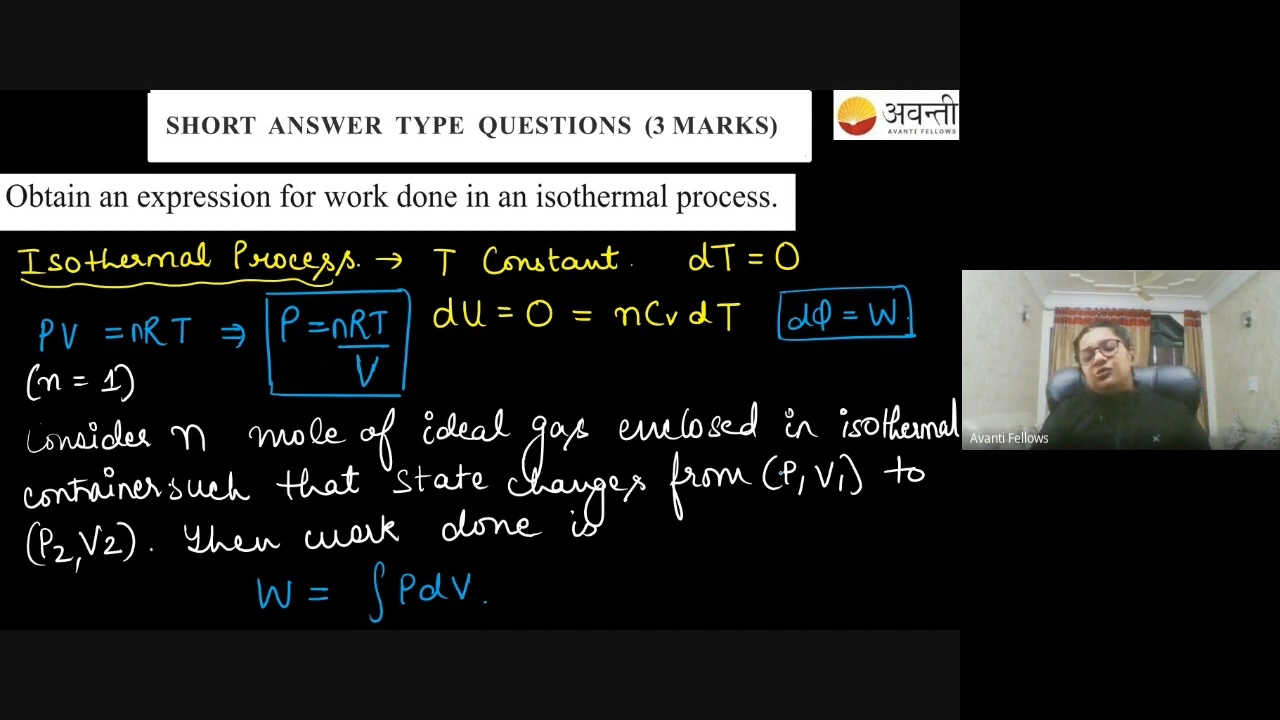 SHORT ANSWER TYPE QUESTIONS (3 MARKS)
अवन्ती
AVANTI FELLOWS
Obtain an expression for work done in an isothermal process.
Isothermal Process. → T Constant. dT = 0
PV = nRT ⇒ P = nRT/V dU = 0 = nCv dT dQ = W
(n = 1)
Consider n mole of ideal gas enclosed in isothermal
container such that state changes from (P, V1) to
(P2, V2). Then work done is
W = ∫ PdV.
Avanti Fellows